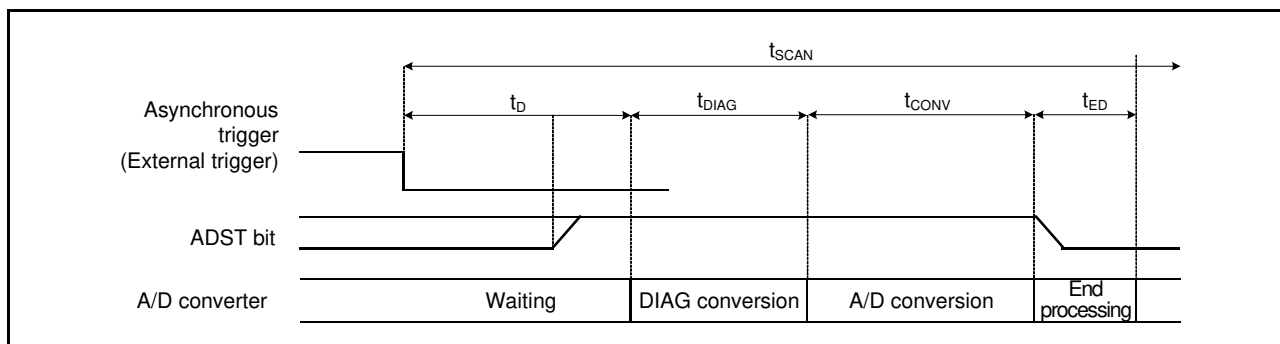 tSCAN
tD
tDIAG
tCONV
tED
Asynchronous
trigger
(External trigger)
ADST bit
A/D converter
Waiting
DIAG conversion
A/D conversion
End
processing